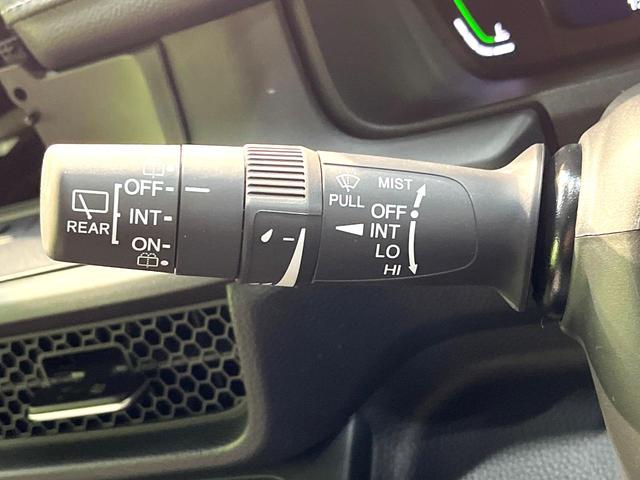 REAR
OFF
INT
ON
PULL
MIST
OFF
INT
LO
HI